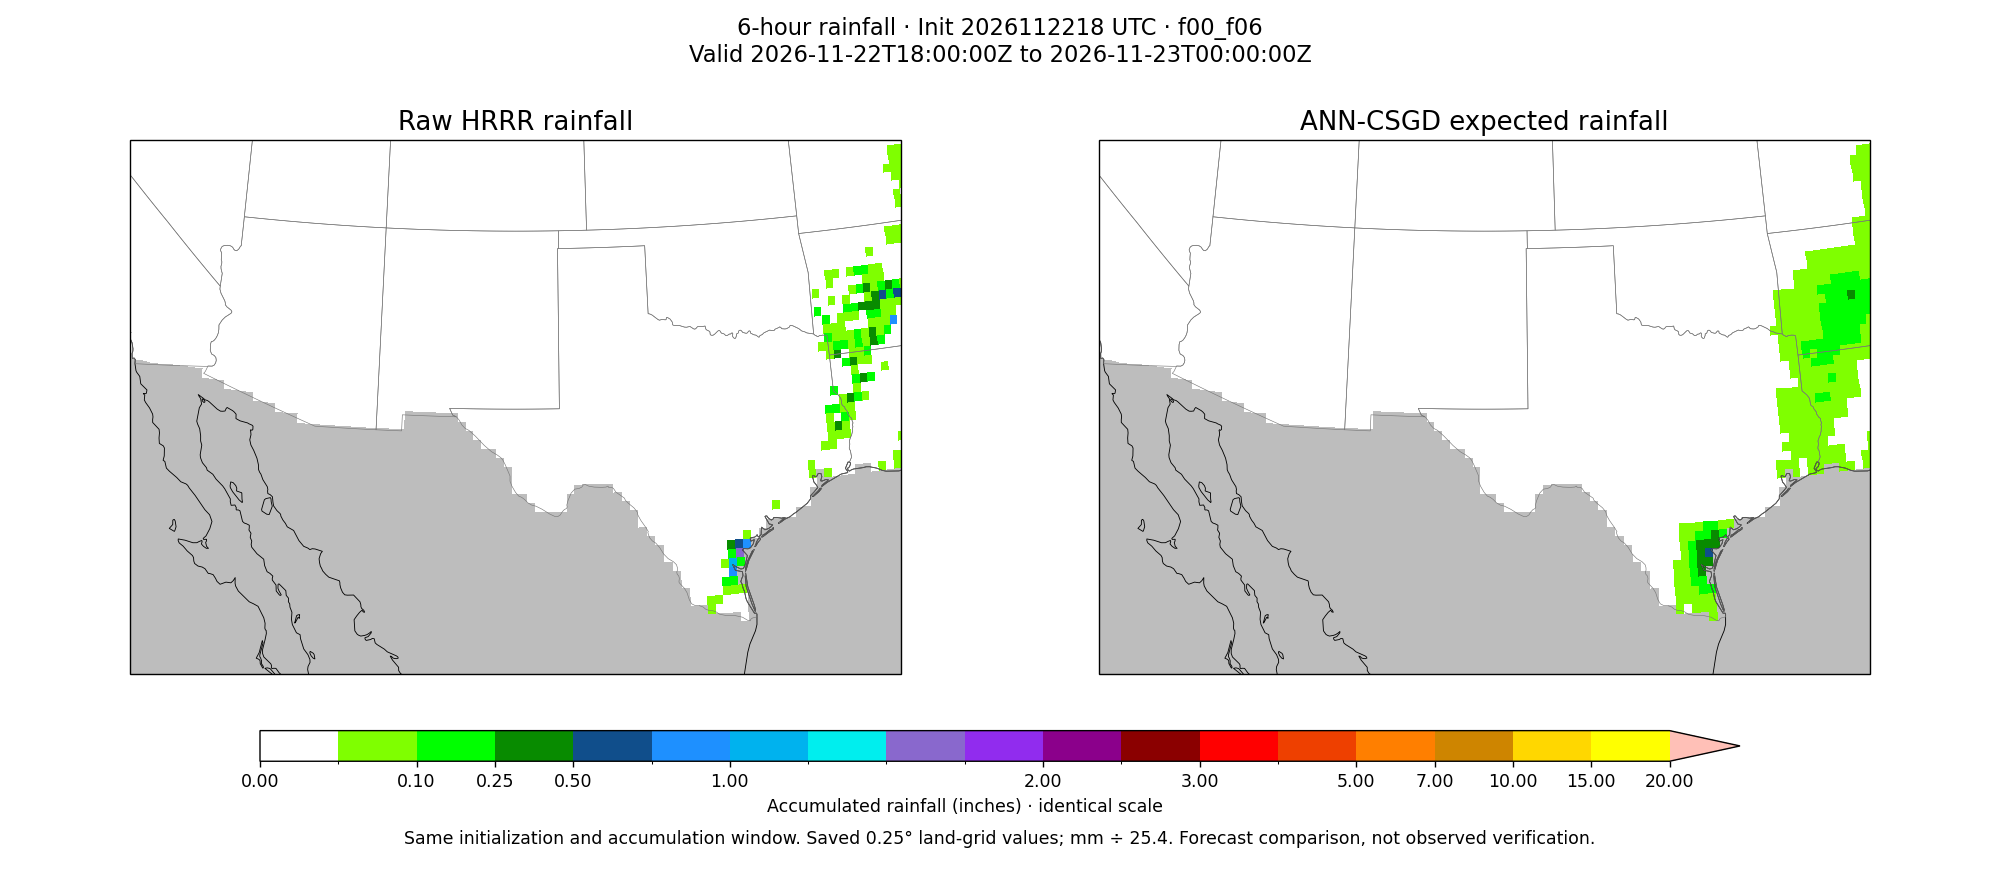 6-hour rainfall · Init 2026112218 UTC · f00_f06
Valid 2026-11-22T18:00:00Z to 2026-11-23T00:00:00Z
Raw HRRR rainfall
ANN-CSGD expected rainfall
0.00 0.10 0.25 0.50 1.00 2.00 3.00 5.00 7.00 10.00 15.00 20.00
Accumulated rainfall (inches) · identical scale
Same initialization and accumulation window. Saved 0.25° land-grid values; mm ÷ 25.4. Forecast comparison, not observed verification.